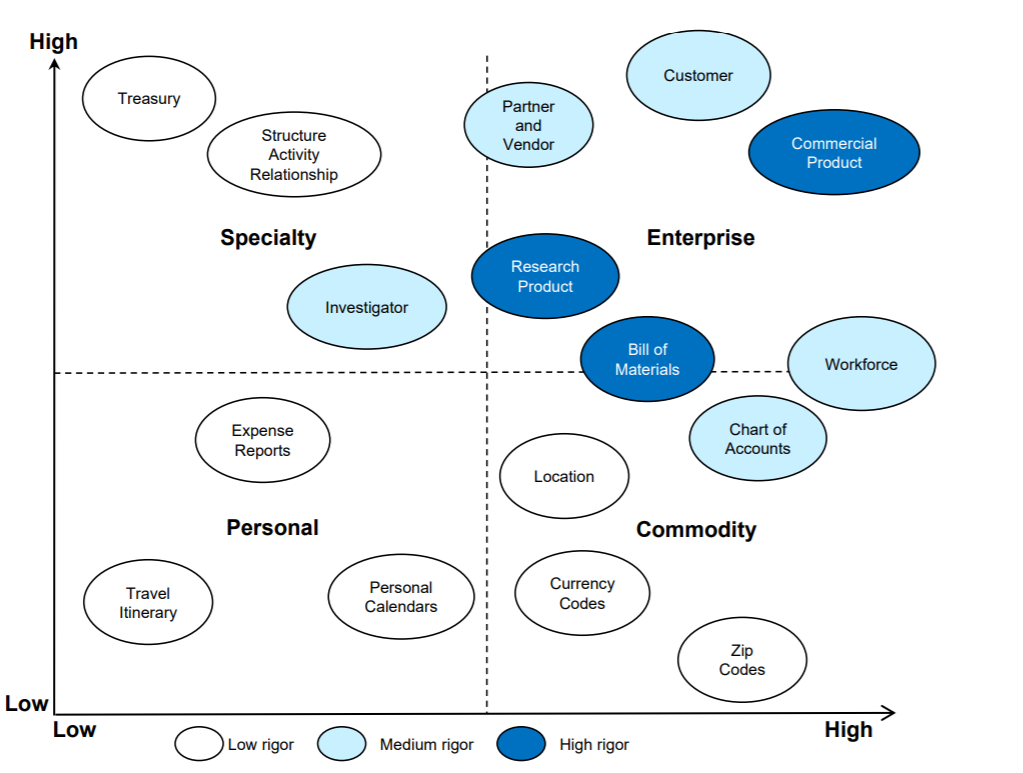 High
Treasury
Structure
Activity
Relationship
Partner
and
Vendor
Customer
Commercial
Product
Specialty
Enterprise
Investigator
Research
Product
Bill of
Materials
Workforce
Expense
Reports
Chart of
Accounts
Location
Personal
Commodity
Travel
Itinerary
Personal
Calendars
Currency
Codes
Zip
Codes
Low
Low
High
Low rigor
Medium rigor
High rigor